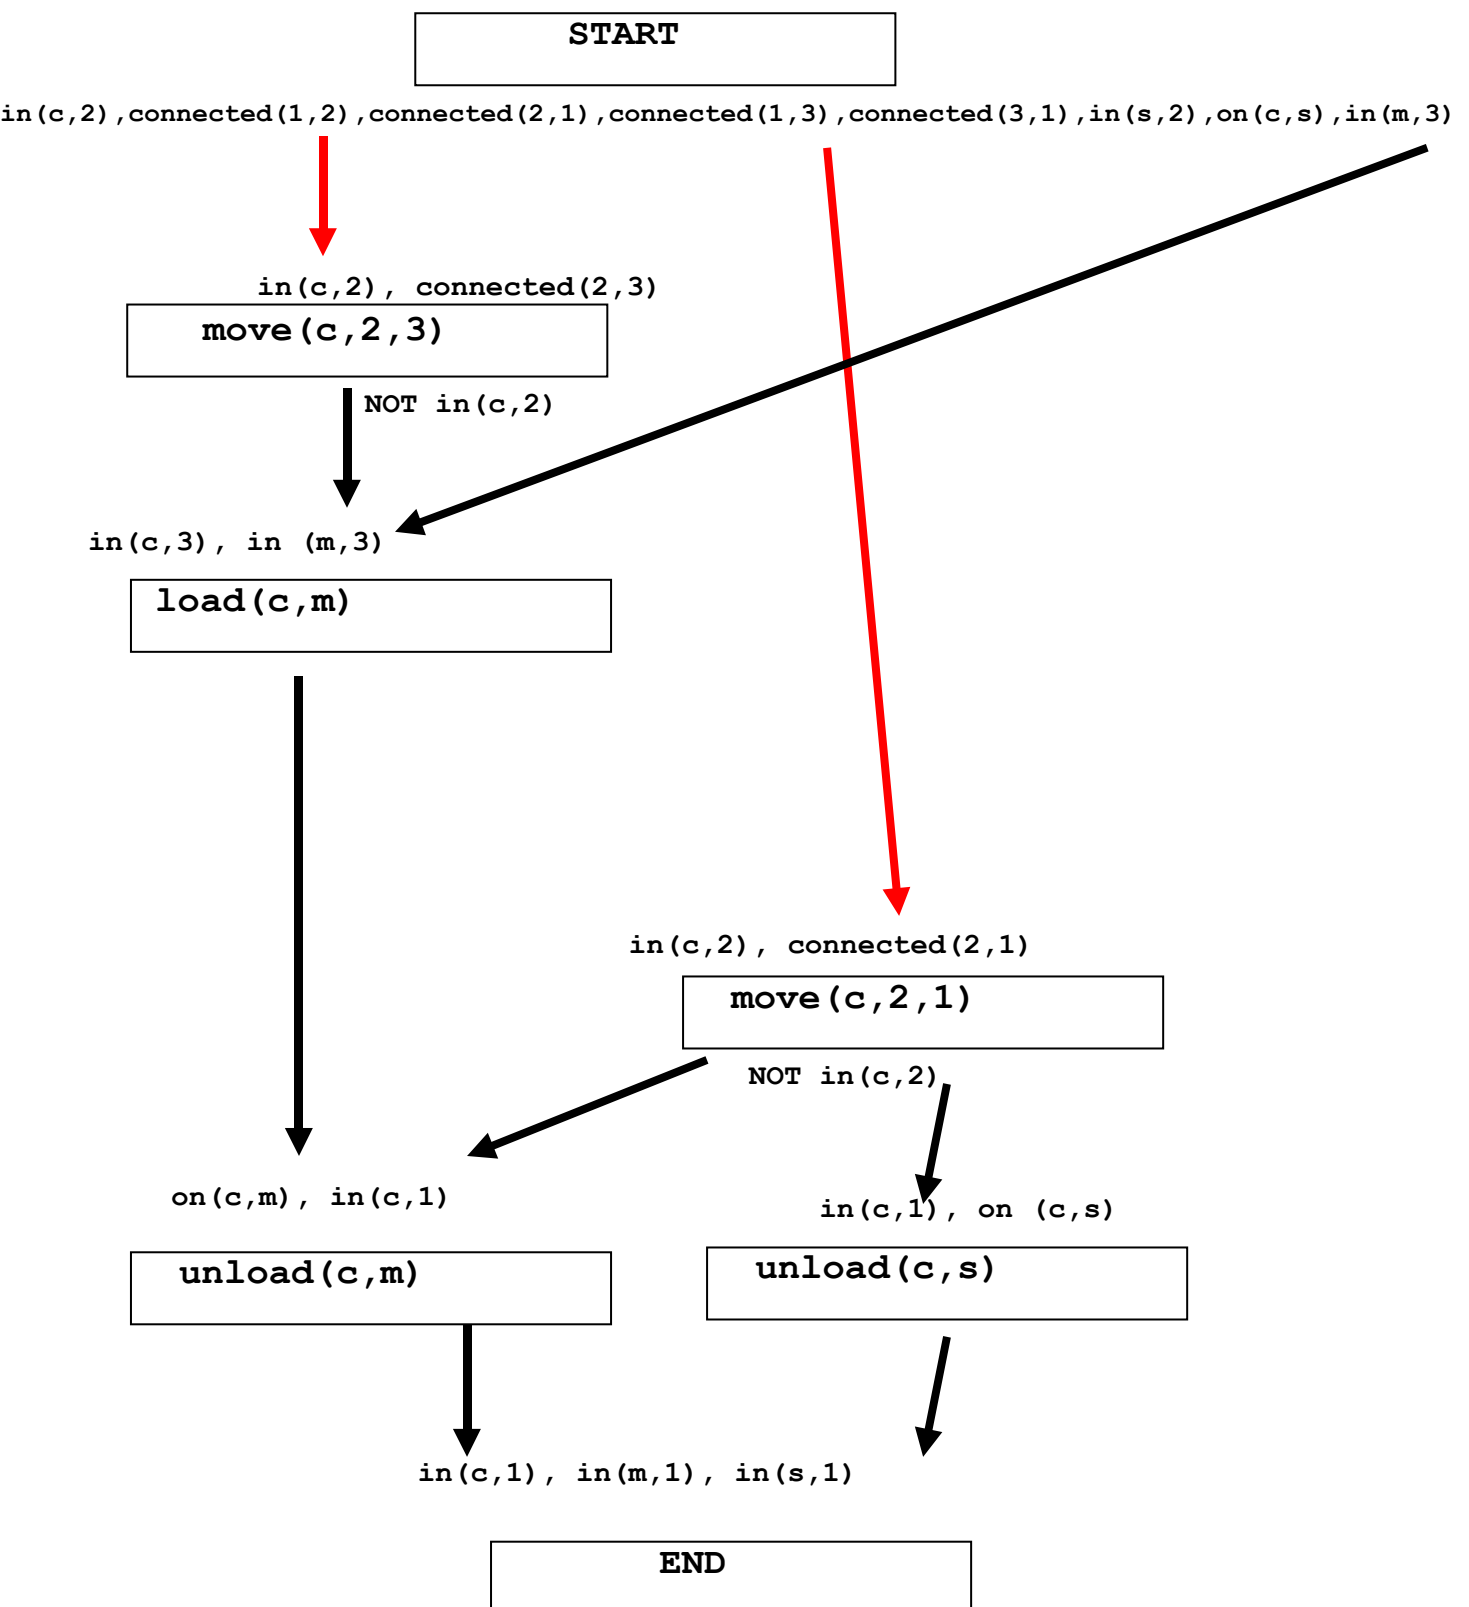 START
in(c,2),connected(1,2),connected(2,1),connected(1,3),connected(3,1),in(s,2),on(c,s),in(m,3)
in(c,2), connected(2,3)
move(c,2,3)
NOT in(c,2)
in(c,3), in (m,3)
load(c,m)
in(c,2), connected(2,1)
move(c,2,1)
NOT in(c,2)
on(c,m), in(c,1)
in(c,1), on (c,s)
unload(c,m)
unload(c,s)
in(c,1), in(m,1), in(s,1)
END